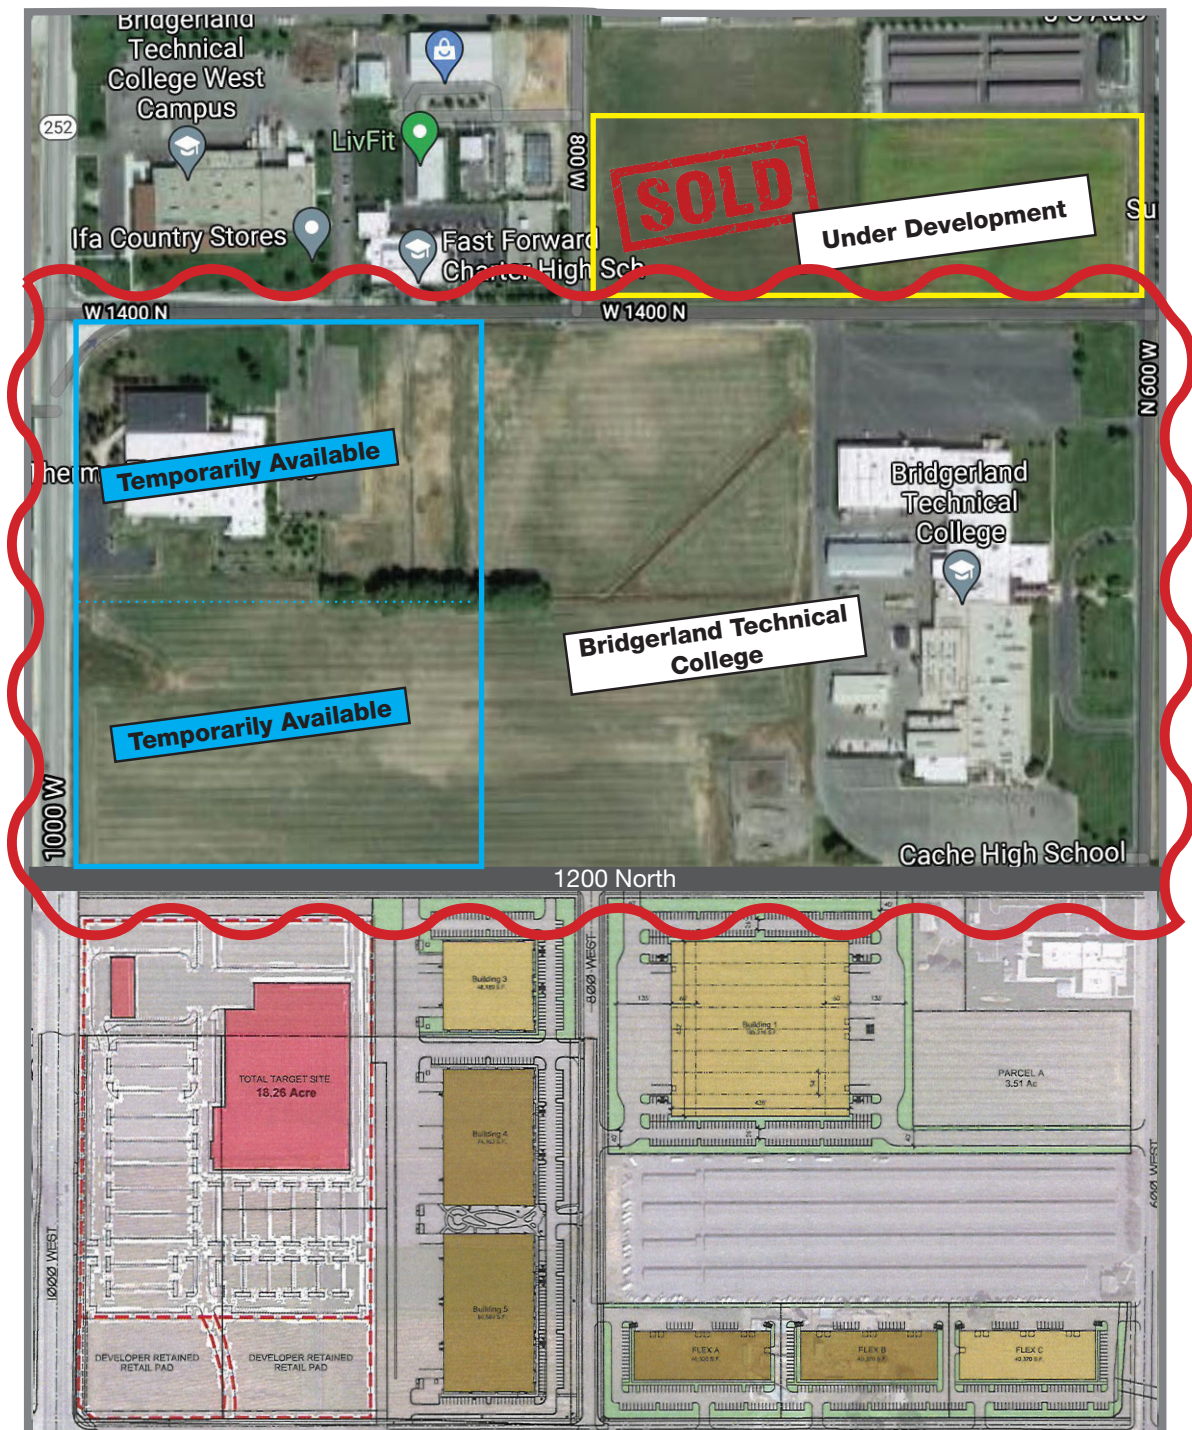 Bridgerland
Technical
College West
Campus
252
LivFit
800 W
SOLD
Under Development
Su
Ifa Country Stores
Fast Forward
Charter High Sch
W 1400 N
W 1400 N
N 600 W
Temporarily Available
Bridgerland
Technical
College
Bridgerland Technical
College
Temporarily Available
1000 W
Cache High School
1200 North
800 WEST
Building 3
Building 1
TOTAL TARGET SITE
18.26 Acre
PARCEL A
3.51 Ac
Building 4
600 WEST
1000 WEST
Building 5
DEVELOPER RETAINED
RETAIL PAD
DEVELOPER RETAINED
RETAIL PAD
FLEX A
FLEX B
FLEX C